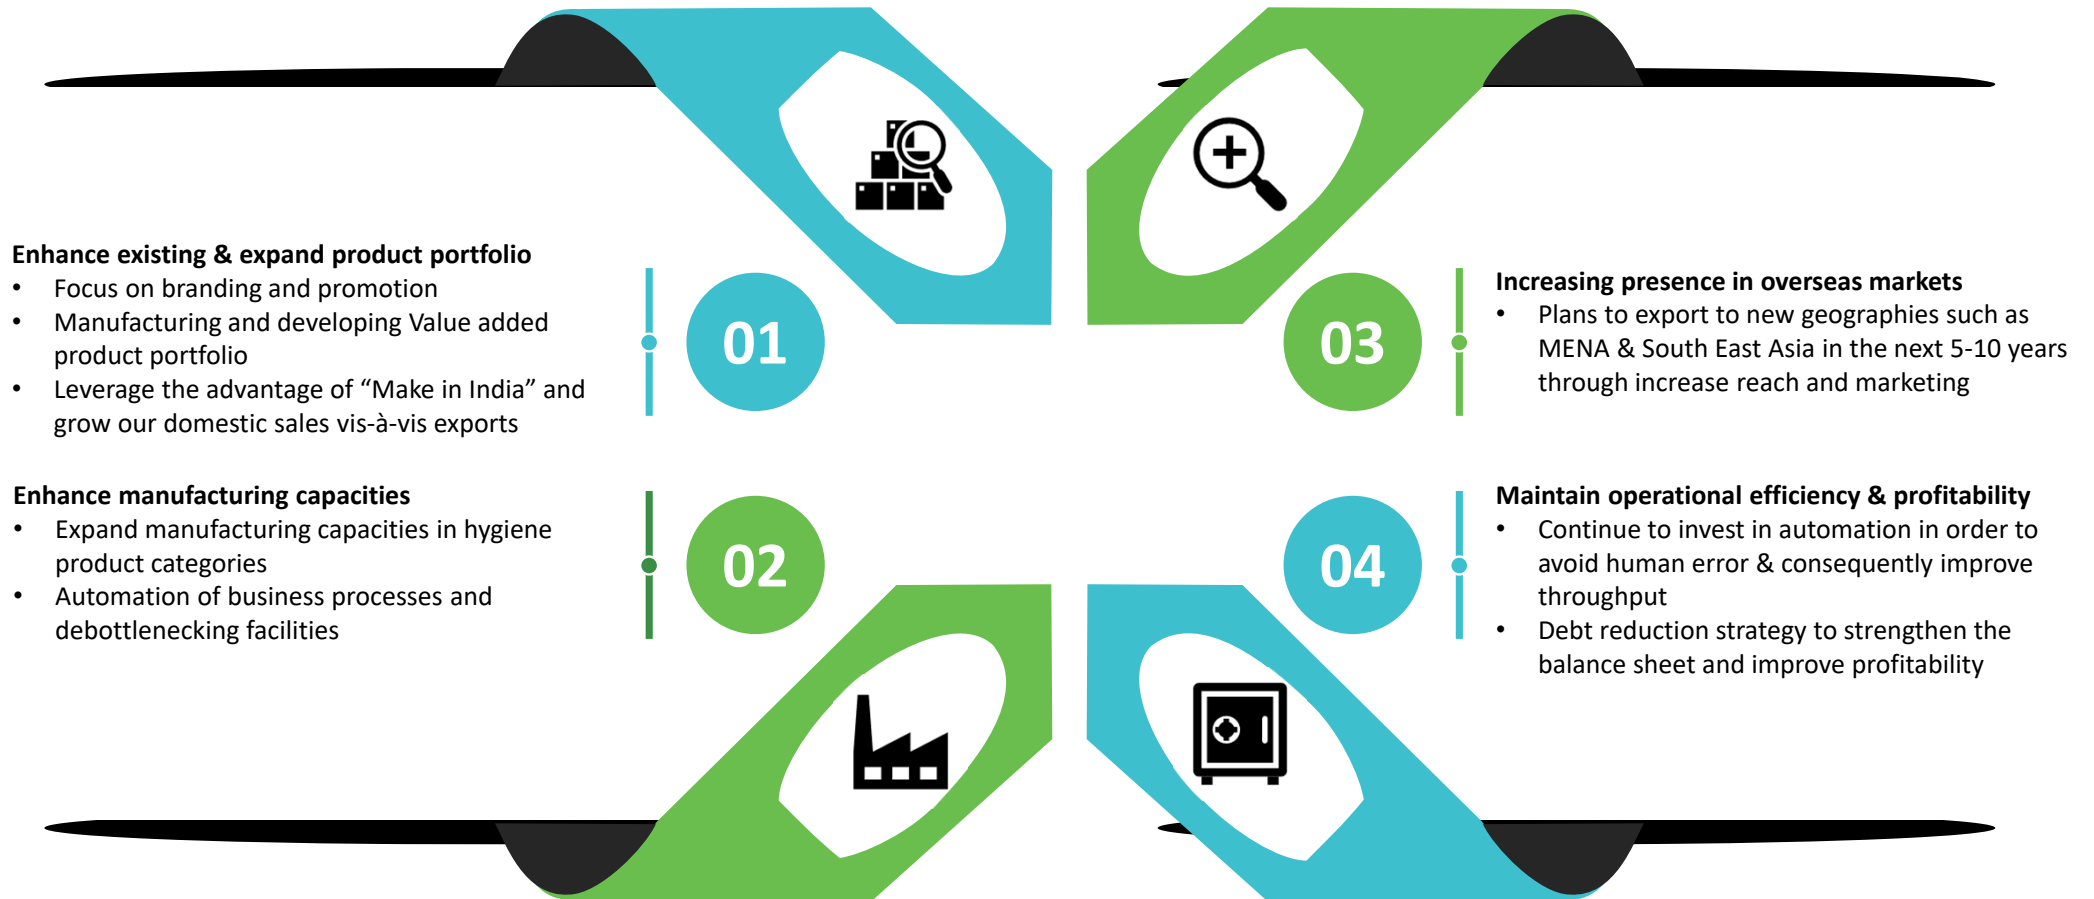 Enhance existing & expand product portfolio
• Focus on branding and promotion
• Manufacturing and developing Value added
product portfolio
• Leverage the advantage of “Make in India” and
grow our domestic sales vis-à-vis exports
01
Enhance manufacturing capacities
• Expand manufacturing capacities in hygiene
product categories
• Automation of business processes and
debottlenecking facilities
02
03
Increasing presence in overseas markets
• Plans to export to new geographies such as
MENA & South East Asia in the next 5-10 years
through increase reach and marketing
04
Maintain operational efficiency & profitability
• Continue to invest in automation in order to
avoid human error & consequently improve
throughput
• Debt reduction strategy to strengthen the
balance sheet and improve profitability